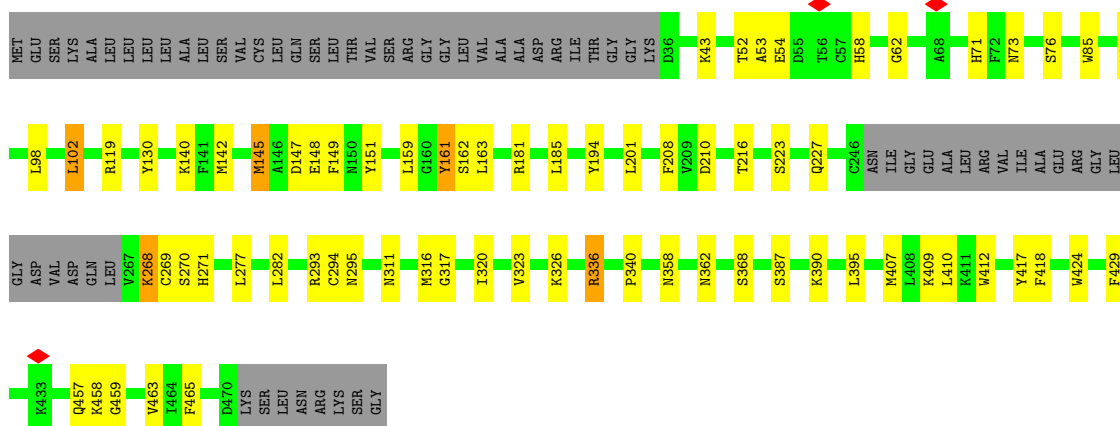 MET GLU SER LYS ALA LEU LEU LEU LEU LEU ALA LEU SER VAL CYS LEU GLN SER LEU THR VAL SER ARG GLY GLY LEU VAL ALA ALA ASP ARG ILE THR GLY GLY LYS D36 K43 T52 A53 E54 D55 T56 C57 H58 G62 A68 H71 F72 N73 S76 W85
L98 L102 R119 Y130 K140 F141 M142 M145 A146 D147 E148 F149 N150 Y151 L159 G160 Y161 S162 L163 R181 L185 Y194 L201 F208 V209 D210 T216 S223 Q227 C246 ASN ILE GLY GLU ALA LEU ARG VAL ILE ALA GLU ARG GLY LEU
GLY ASP VAL ASP GLN LEU V267 K268 C269 S270 H271 L277 L282 R293 C294 N295 N311 M316 G317 I320 V323 K326 R336 P340 N358 N362 S368 S387 K390 L395 M407 L408 K409 L410 K411 W412 Y417 F418 W424 F429
K433 Q457 K458 G459 V463 I464 F465 D470 LYS SER LEU ASN ARG LYS SER GLY